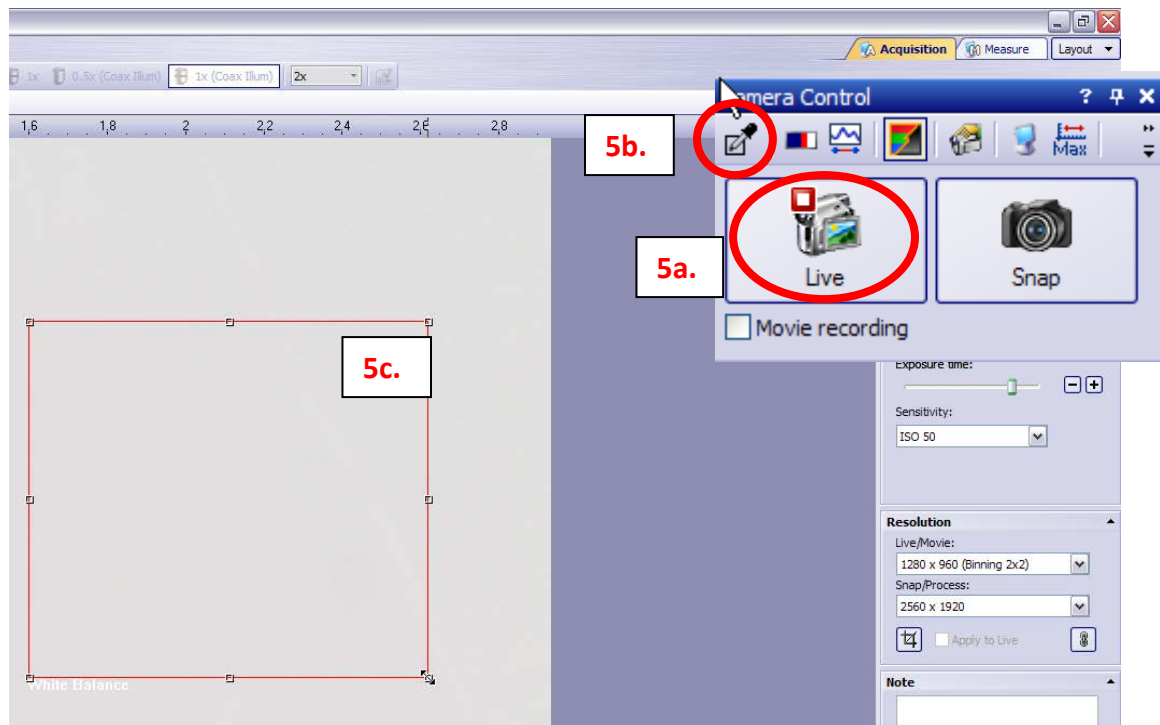 Acquisition Measure Layout
1x 0.5x (Coax Illum) 1x (Coax Illum) 2x
Camera Control
1,6 1,8 2 2,2 2,4 2,6 2,8
5b.
Max
5a.
Live Snap
Movie recording
5c.
Exposure time:
Sensitivity:
ISO 50
Resolution
Live/Movie:
1280 x 960 (Binning 2x2)
Snap/Process:
2560 x 1920
Apply to Live
White Balance
Note